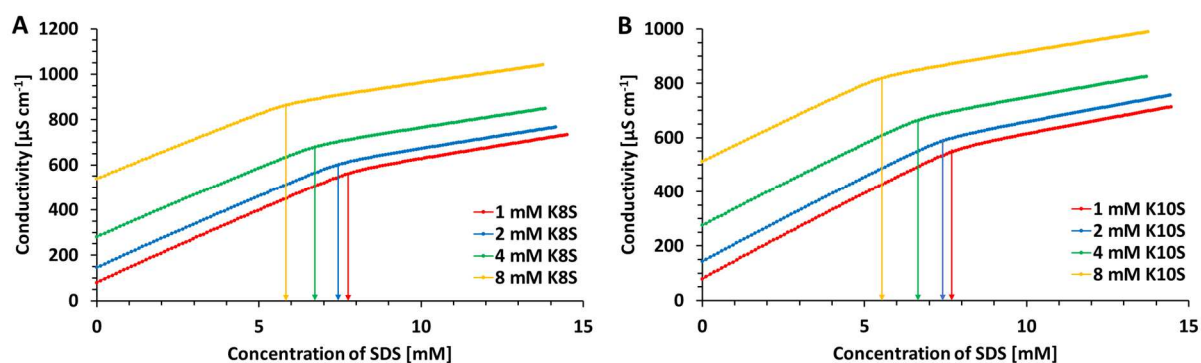 A
Conductivity [µS cm⁻¹]
1200
1000
800
600
400
200
0
0 5 10 15
Concentration of SDS [mM]
1 mM K8S
2 mM K8S
4 mM K8S
8 mM K8S
B
Conductivity [µS cm⁻¹]
1000
800
600
400
200
0
0 5 10 15
Concentration of SDS [mM]
1 mM K10S
2 mM K10S
4 mM K10S
8 mM K10S